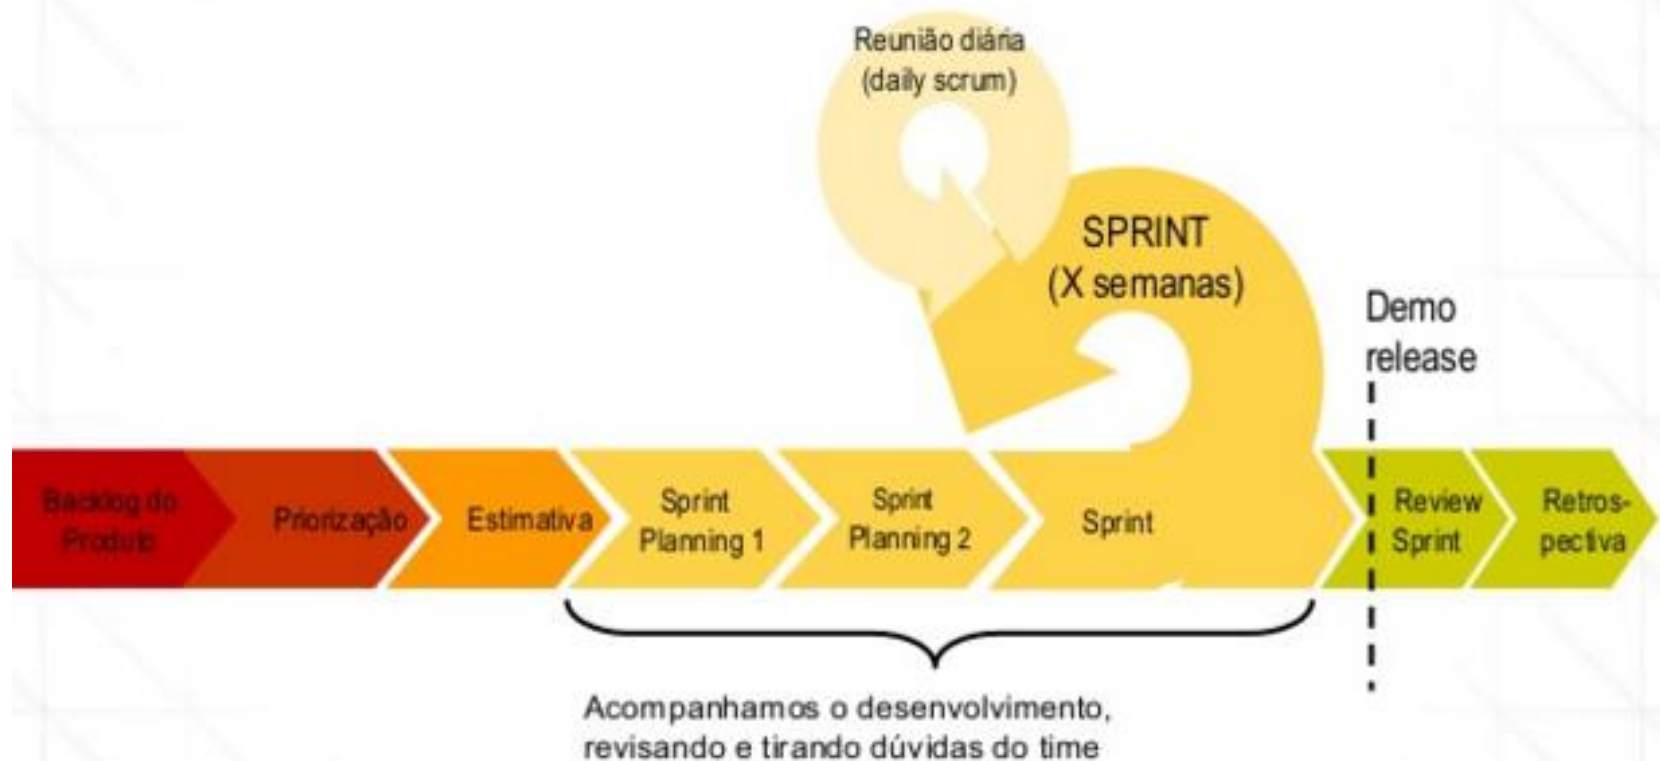 Reunião diária
(daily scrum)
SPRINT
(X semanas)
Demo
release
Backlog do
Produto
Priorização
Estimativa
Sprint
Planning 1
Sprint
Planning 2
Sprint
Review
Sprint
Retros-
pectiva
Acompanhamos o desenvolvimento,
revisando e tirando dúvidas do time